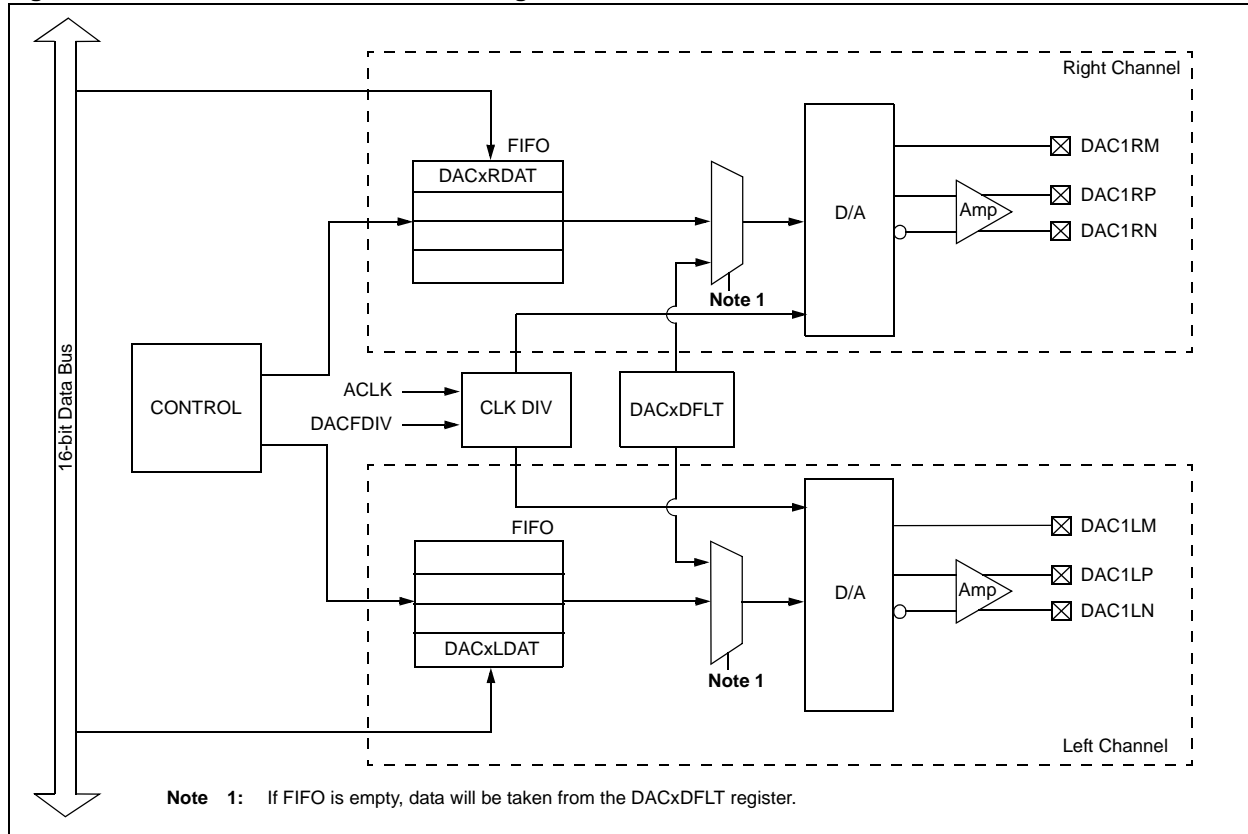 Right Channel
FIFO
DACxRDAT
D/A
DAC1RM
Amp
DAC1RP
DAC1RN
Note 1
16-bit Data Bus
CONTROL
ACLK
DACFDIV
CLK DIV
DACxDFLT
FIFO
DACxLDAT
D/A
DAC1LM
Amp
DAC1LP
DAC1LN
Note 1
Left Channel
Note 1: If FIFO is empty, data will be taken from the DACxDFLT register.